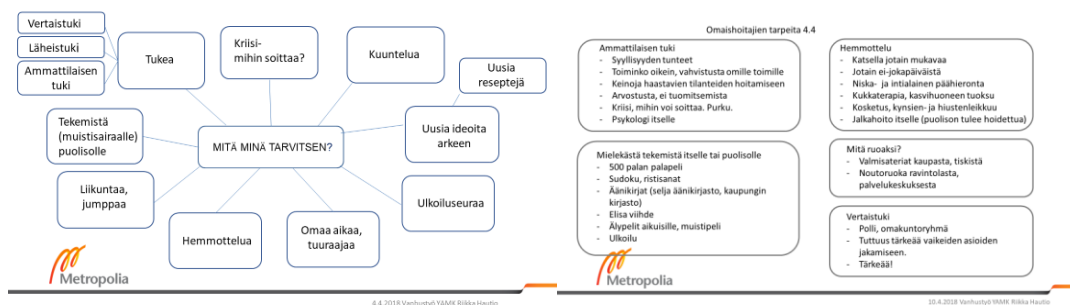 Vertaistuki
Läheistuki
Ammattilaisen
tuki
Tukea
Kriisi-
mihin soittaa?
Kuuntelua
Uusia
reseptejä
Tekemistä
(muistisairaalle)
puolisolle
MITÄ MINÄ TARVITSEN?
Uusia ideoita
arkeen
Liikuntaa,
jumppaa
Hemmottelua
Omaa aikaa,
tuuraajaa
Ulkoiluseuraa
Metropolia
4.4.2018 Vanhustyö YAMK Riikka Hautio
Omaishoitajien tarpeita 4.4
Ammattilaisen tuki
- Syyllisyyden tunteet
- Toiminko oikein, vahvistusta omille toimille
- Keinoja haastavien tilanteiden hoitamiseen
- Arvostusta, ei tuomitsemista
- Kriisi, mihin voi soittaa. Purku.
- Psykologi itselle
Mielekästä tekemistä itselle tai puolisolle
- 500 palan palapeli
- Sudoku, ristisanat
- Äänikirjat (selja äänikirjasto, kaupungin
kirjasto)
- Elisa viihde
- Älypelit aikuisille, muistipeli
- Ulkoilu
Hemmottelu
- Katsella jotain mukavaa
- Jotain ei-jokapäiväistä
- Niska- ja intialainen päähieronta
- Kukkaterapia, kasvihuoneen tuoksu
- Kosketus, kynsien- ja hiustenleikkuu
- Jalkahoito itselle (puolison tulee hoidettua)
Mitä ruoaksi?
- Valmisateriat kaupasta, tiskistä
- Noutoruoka ravintolasta,
palvelukeskuksesta
Vertaistuki
- Polli, omakuntoryhmä
- Tuttuus tärkeää vaikeiden asioiden
jakamiseen.
- Tärkeää!
Metropolia
10.4.2018 Vanhustyö YAMK Riikka Hautio